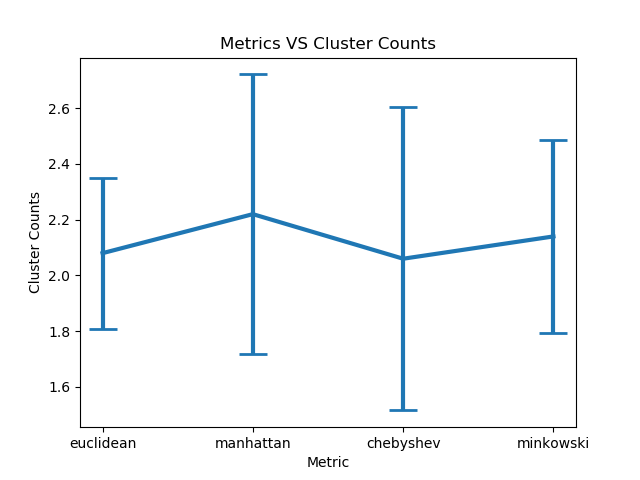 Metrics VS Cluster Counts
2.6
2.4
2.2
2.0
1.8
1.6
Cluster Counts
euclidean manhattan chebyshev minkowski
Metric